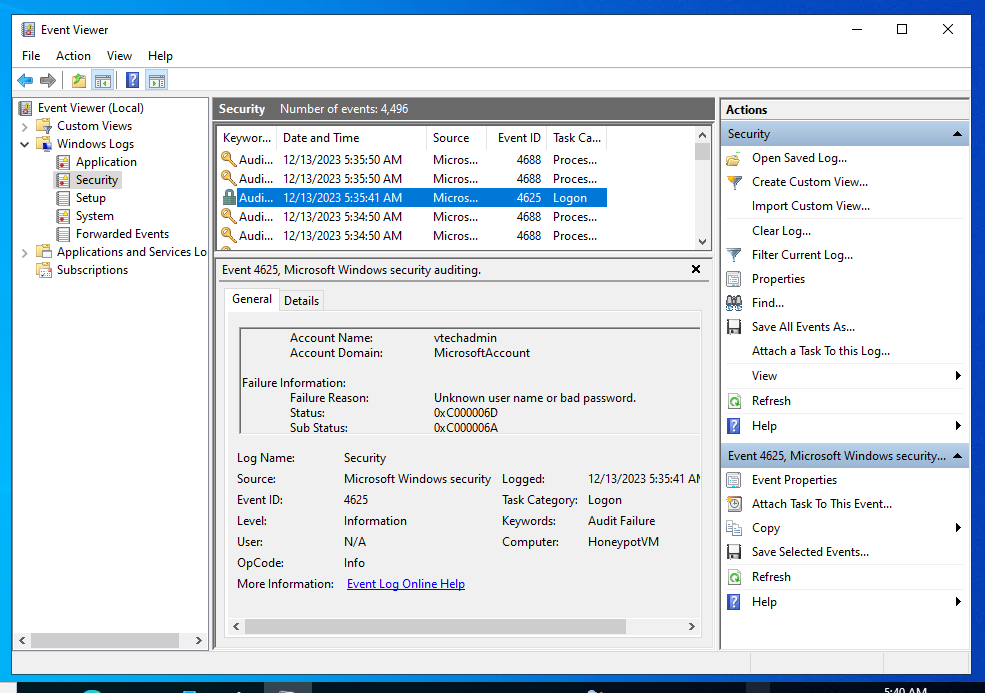 Event Viewer
File Action View Help
Event Viewer (Local)
Custom Views
Windows Logs
Application
Security
Setup
System
Forwarded Events
Applications and Services Lo
Subscriptions
Security Number of events: 4,496
Keywor... Date and Time Source Event ID Task Ca...
Audi... 12/13/2023 5:35:50 AM Micros... 4688 Proces...
Audi... 12/13/2023 5:35:50 AM Micros... 4688 Proces...
Audi... 12/13/2023 5:35:41 AM Micros... 4625 Logon
Audi... 12/13/2023 5:34:50 AM Micros... 4688 Proces...
Audi... 12/13/2023 5:34:50 AM Micros... 4688 Proces...
Event 4625, Microsoft Windows security auditing.
General Details
Account Name: vtechadmin
Account Domain: MicrosoftAccount
Failure Information:
Failure Reason: Unknown user name or bad password.
Status: 0xC000006D
Sub Status: 0xC000006A
Log Name: Security
Source: Microsoft Windows security Logged: 12/13/2023 5:35:41 AM
Event ID: 4625 Task Category: Logon
Level: Information Keywords: Audit Failure
User: N/A Computer: HoneypotVM
OpCode: Info
More Information: Event Log Online Help
Actions
Security
Open Saved Log...
Create Custom View...
Import Custom View...
Clear Log...
Filter Current Log...
Properties
Find...
Save All Events As...
Attach a Task To this Log...
View
Refresh
Help
Event 4625, Microsoft Windows security...
Event Properties
Attach Task To This Event...
Copy
Save Selected Events...
Refresh
Help
5:40 AM